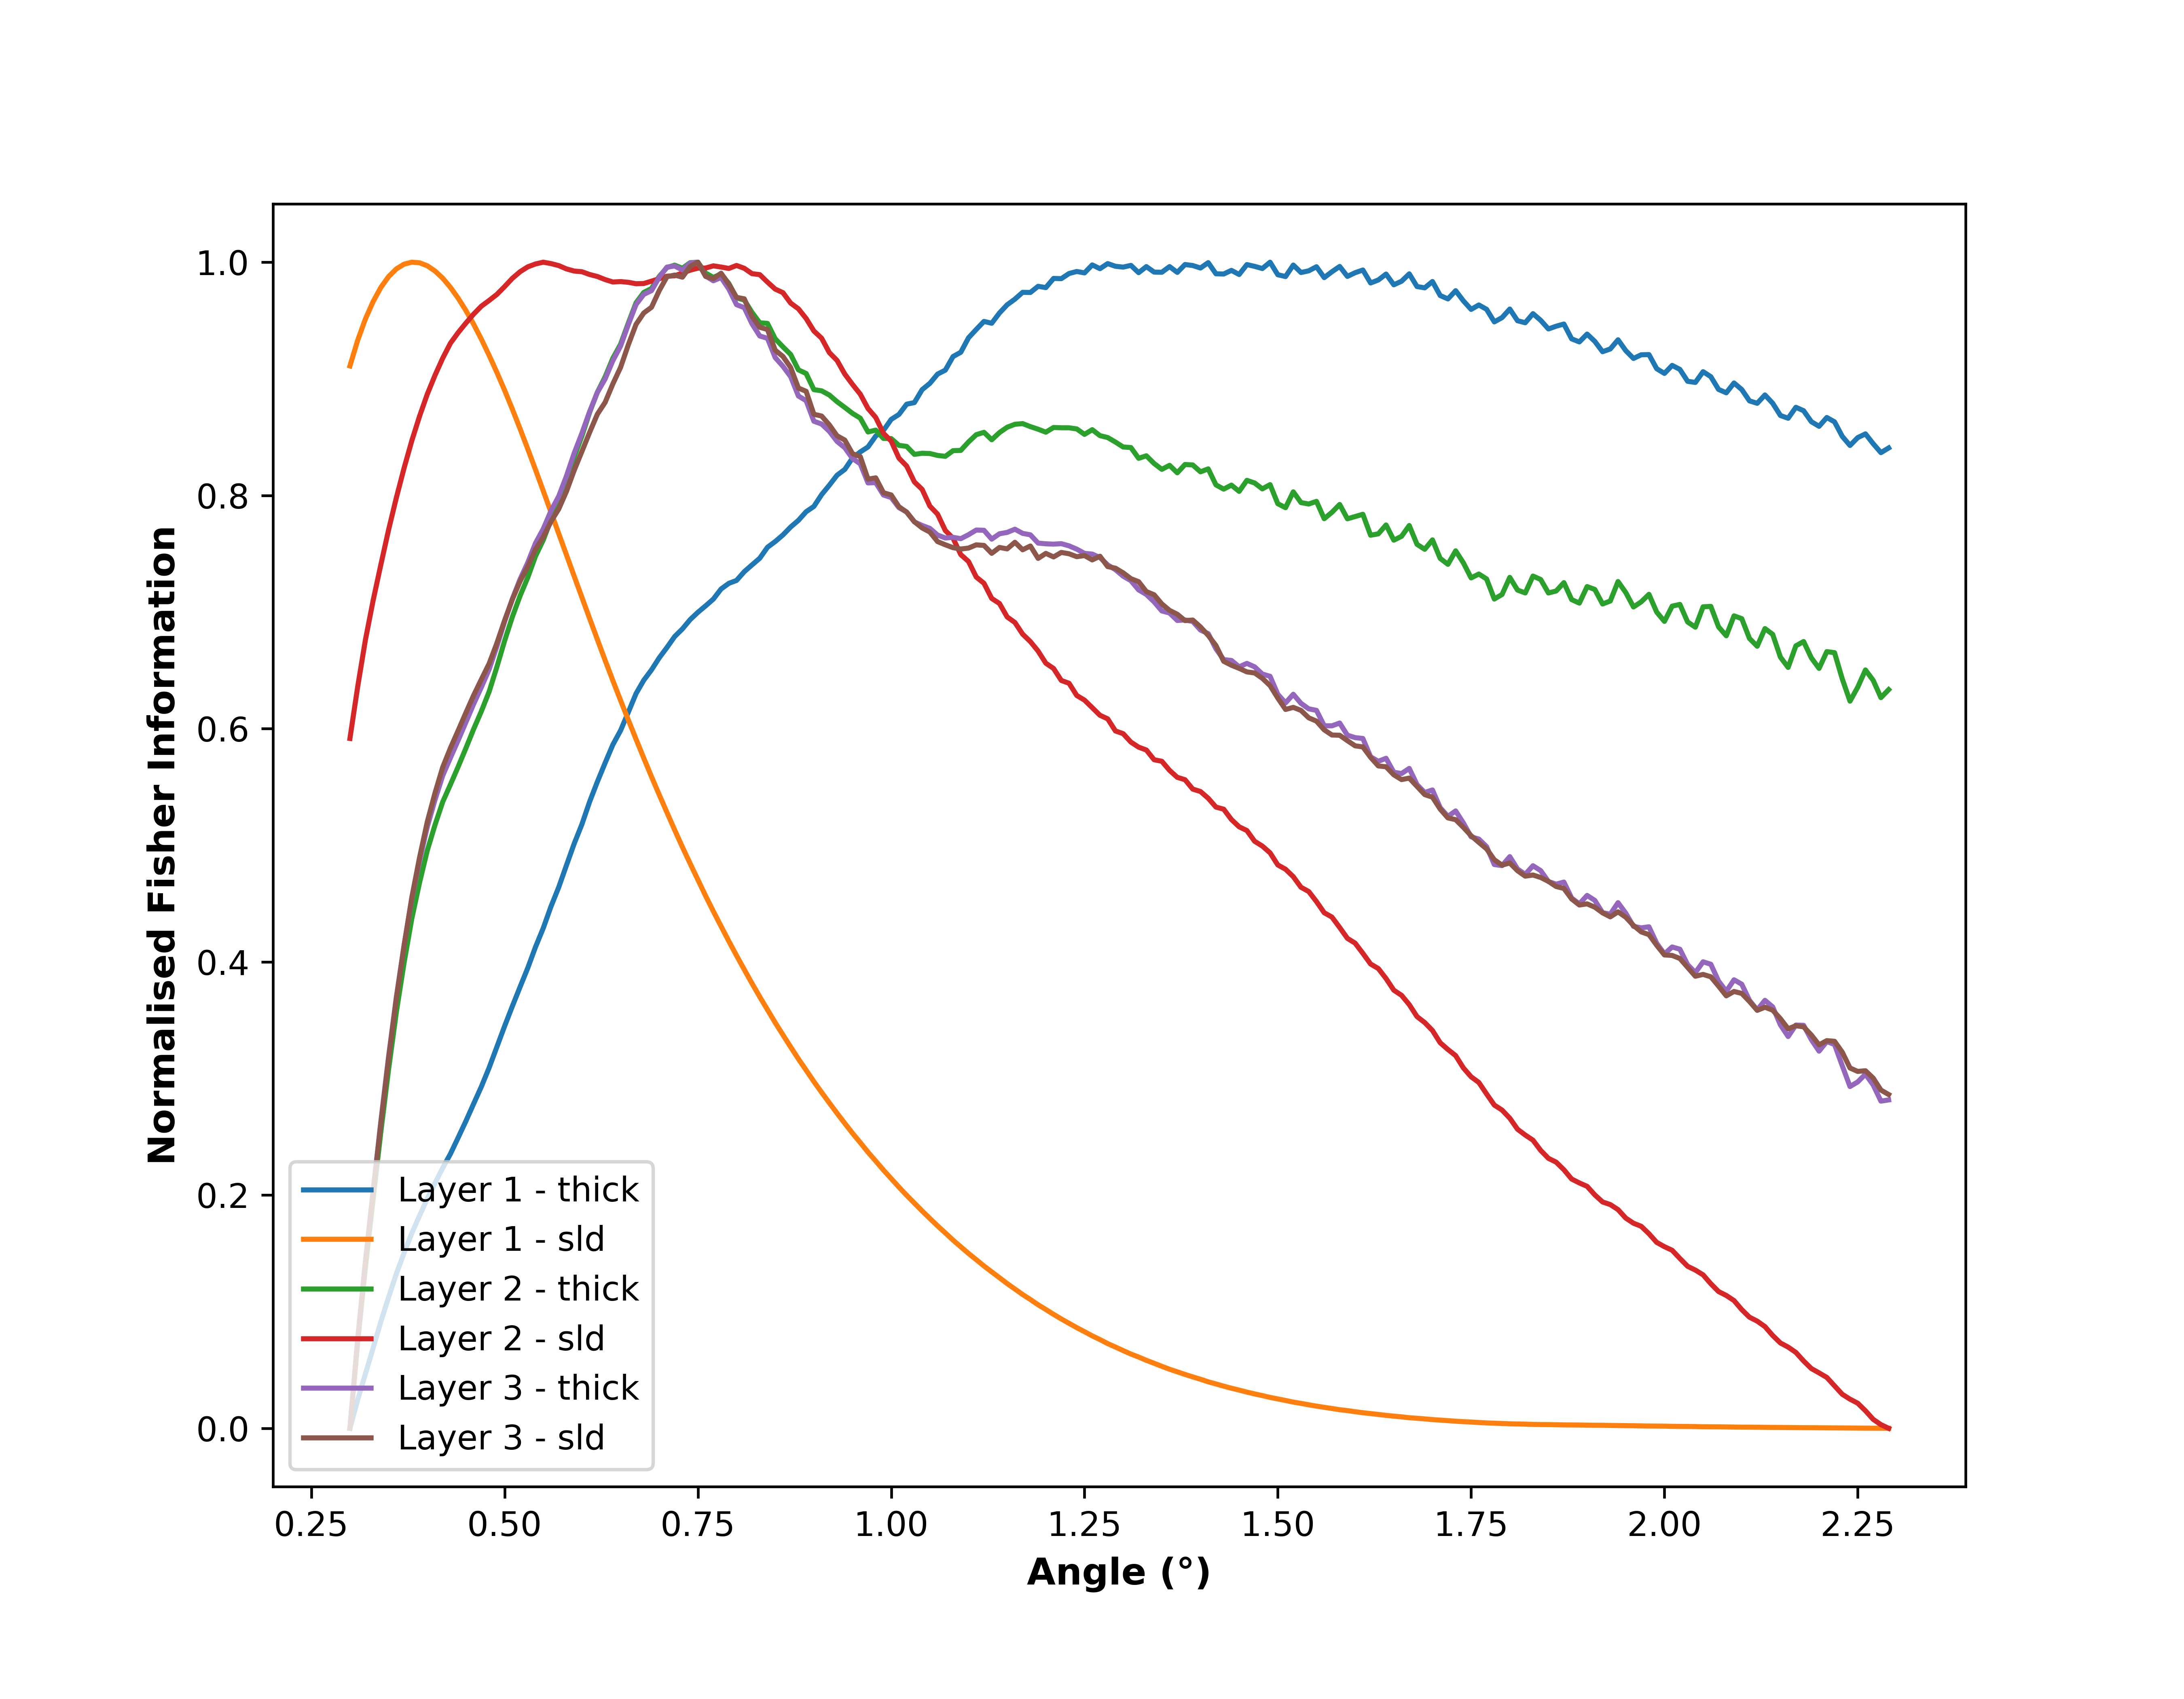 Normalised Fisher Information
1.0
0.8
0.6
0.4
0.2
0.0
Layer 1 - thick
Layer 1 - sld
Layer 2 - thick
Layer 2 - sld
Layer 3 - thick
Layer 3 - sld
0.25 0.50 0.75 1.00 1.25 1.50 1.75 2.00 2.25
Angle (°)